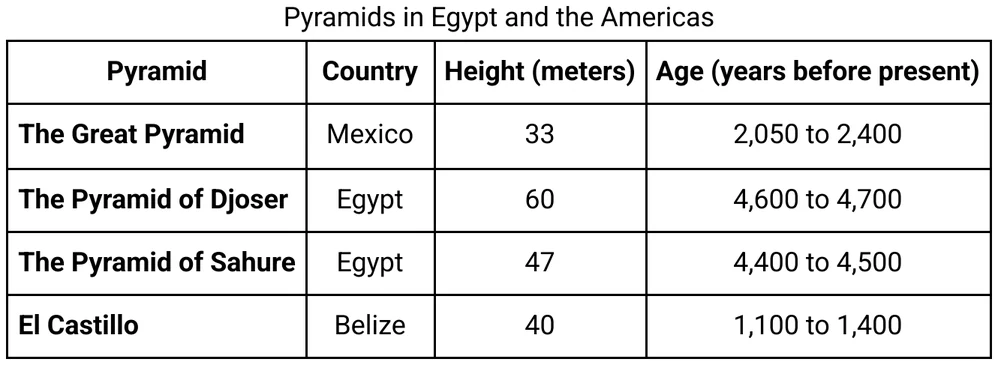 Pyramids in Egypt and the Americas
Pyramid Country Height (meters) Age (years before present)
The Great Pyramid Mexico 33 2,050 to 2,400
The Pyramid of Djoser Egypt 60 4,600 to 4,700
The Pyramid of Sahure Egypt 47 4,400 to 4,500
El Castillo Belize 40 1,100 to 1,400